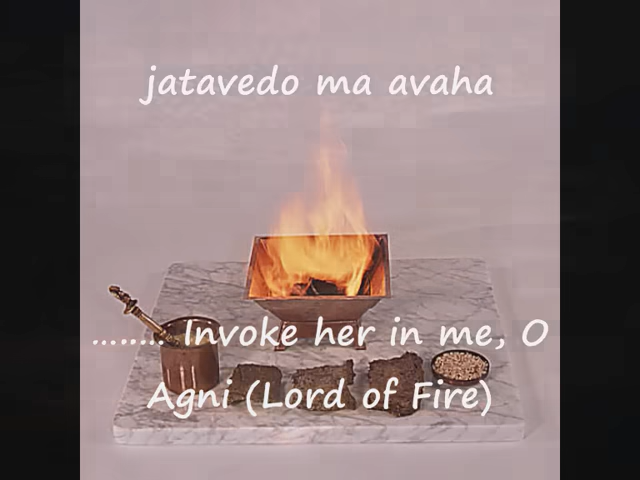 jatavedo ma avaha
........ Invoke her in me, O
Agni (Lord of Fire)